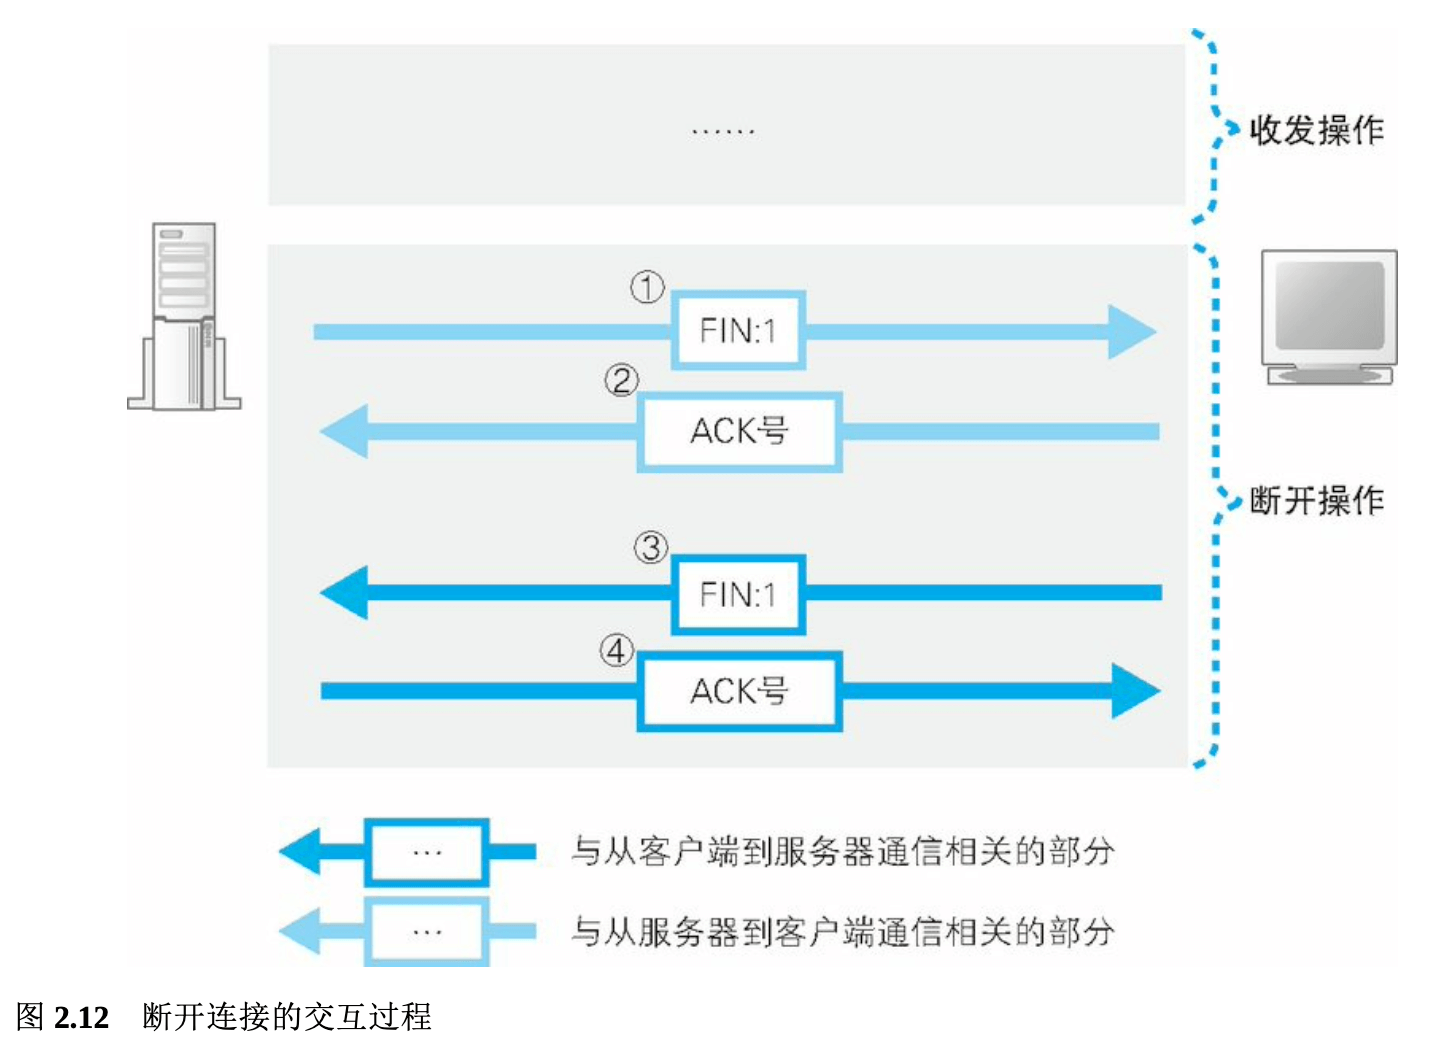 ……
收发操作
①
FIN:1
②
ACK号
断开操作
③
FIN:1
④
ACK号
… 与从客户端到服务器通信相关的部分
… 与从服务器到客户端通信相关的部分
图 2.12 断开连接的交互过程